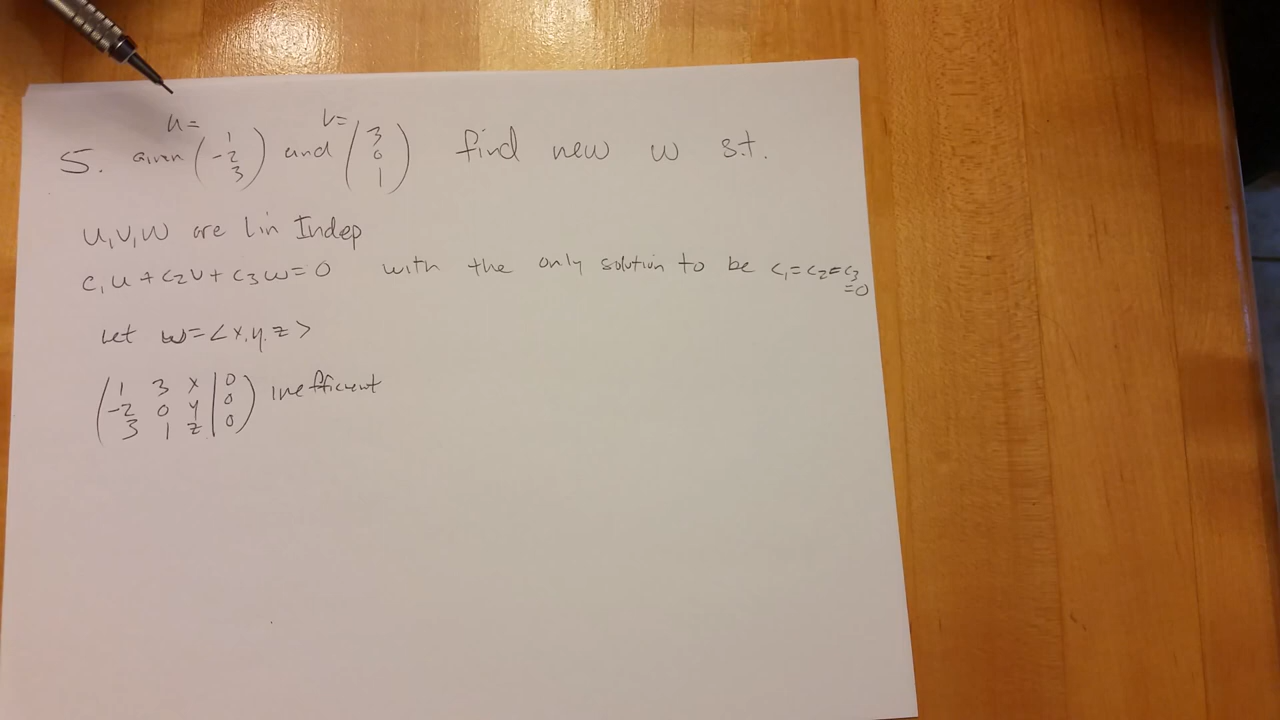 u= v=
5. Given (1 -2 3) and (3 0 1) find new w s.t.
u,v,w are lin Indep
c₁u + c₂v + c₃w = 0 with the only solution to be c₁=c₂=c₃
=0
Let w=<x,y,z>
1 3 x | 0
-2 0 y | 0 inefficient
3 1 z | 0